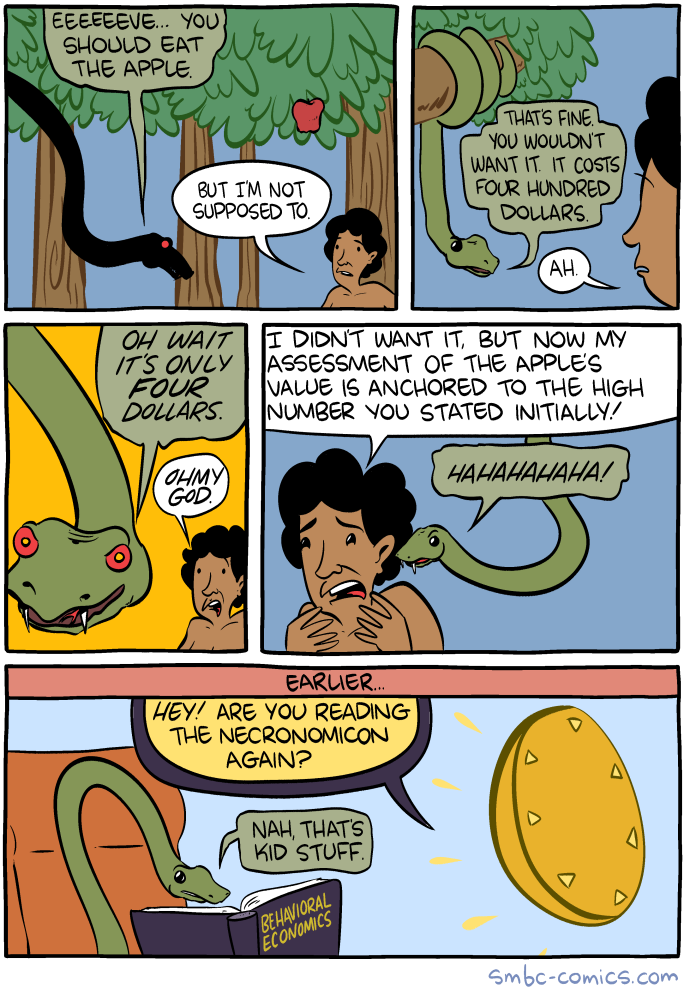 EEEEEEVE... YOU
SHOULD EAT
THE APPLE.
BUT I'M NOT
SUPPOSED TO.
THAT'S FINE.
YOU WOULDN'T
WANT IT. IT COSTS
FOUR HUNDRED
DOLLARS.
AH.
OH WAIT
IT'S ONLY
FOUR
DOLLARS.
OHMY
GOD.
I DIDN'T WANT IT, BUT NOW MY
ASSESSMENT OF THE APPLE'S
VALUE IS ANCHORED TO THE HIGH
NUMBER YOU STATED INITIALLY!
HAHAHAHAHA!
EARLIER...
HEY! ARE YOU READING
THE NECRONOMICON
AGAIN?
NAH, THAT'S
KID STUFF.
BEHAVIORAL
ECONOMICS
smbc-comics.com